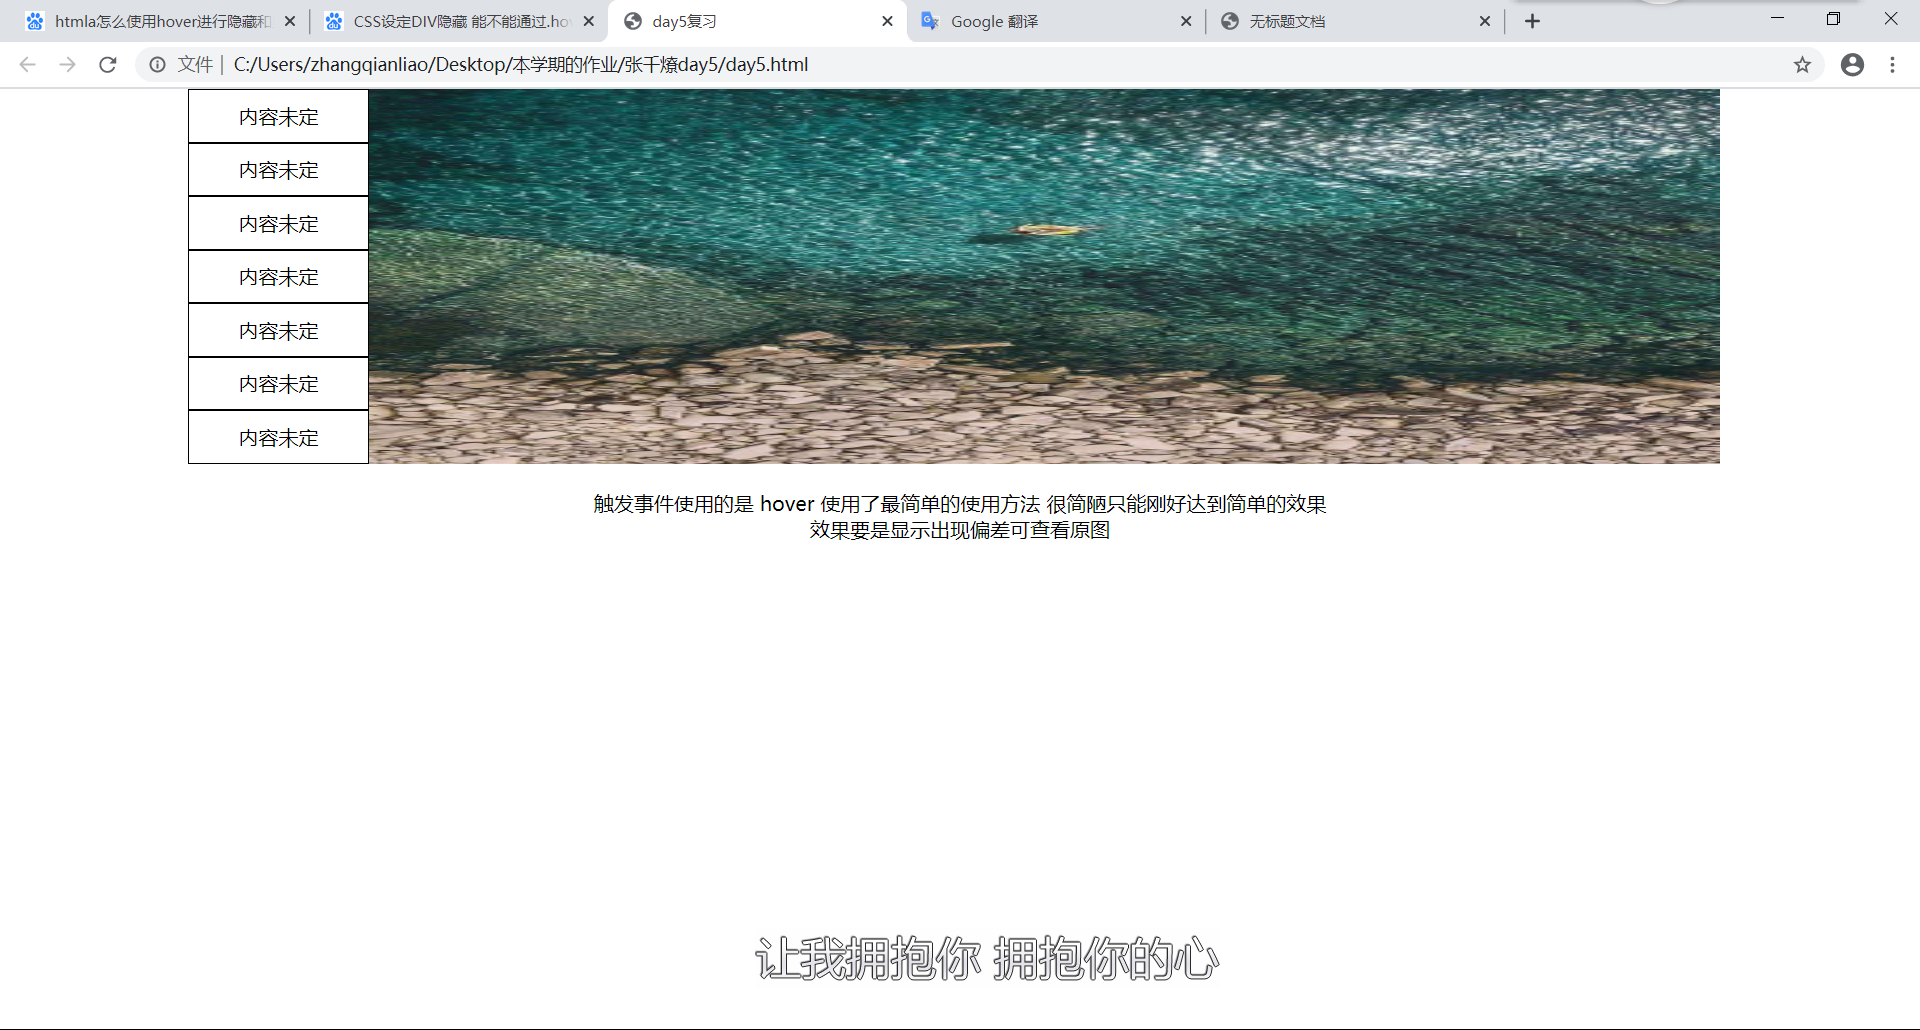 htmla怎么使用hover进行隐藏和
CSS设定DIV隐藏 能不能通过.ho
day5复习
Google 翻译
无标题文档
文件 | C:/Users/zhangqianliao/Desktop/本学期的作业/张千燎day5/day5.html
内容未定
内容未定
内容未定
内容未定
内容未定
内容未定
内容未定
触发事件使用的是 hover 使用了最简单的使用方法 很简陋只能刚好达到简单的效果
效果要是显示出现偏差可查看原图
让我拥抱你 拥抱你的心